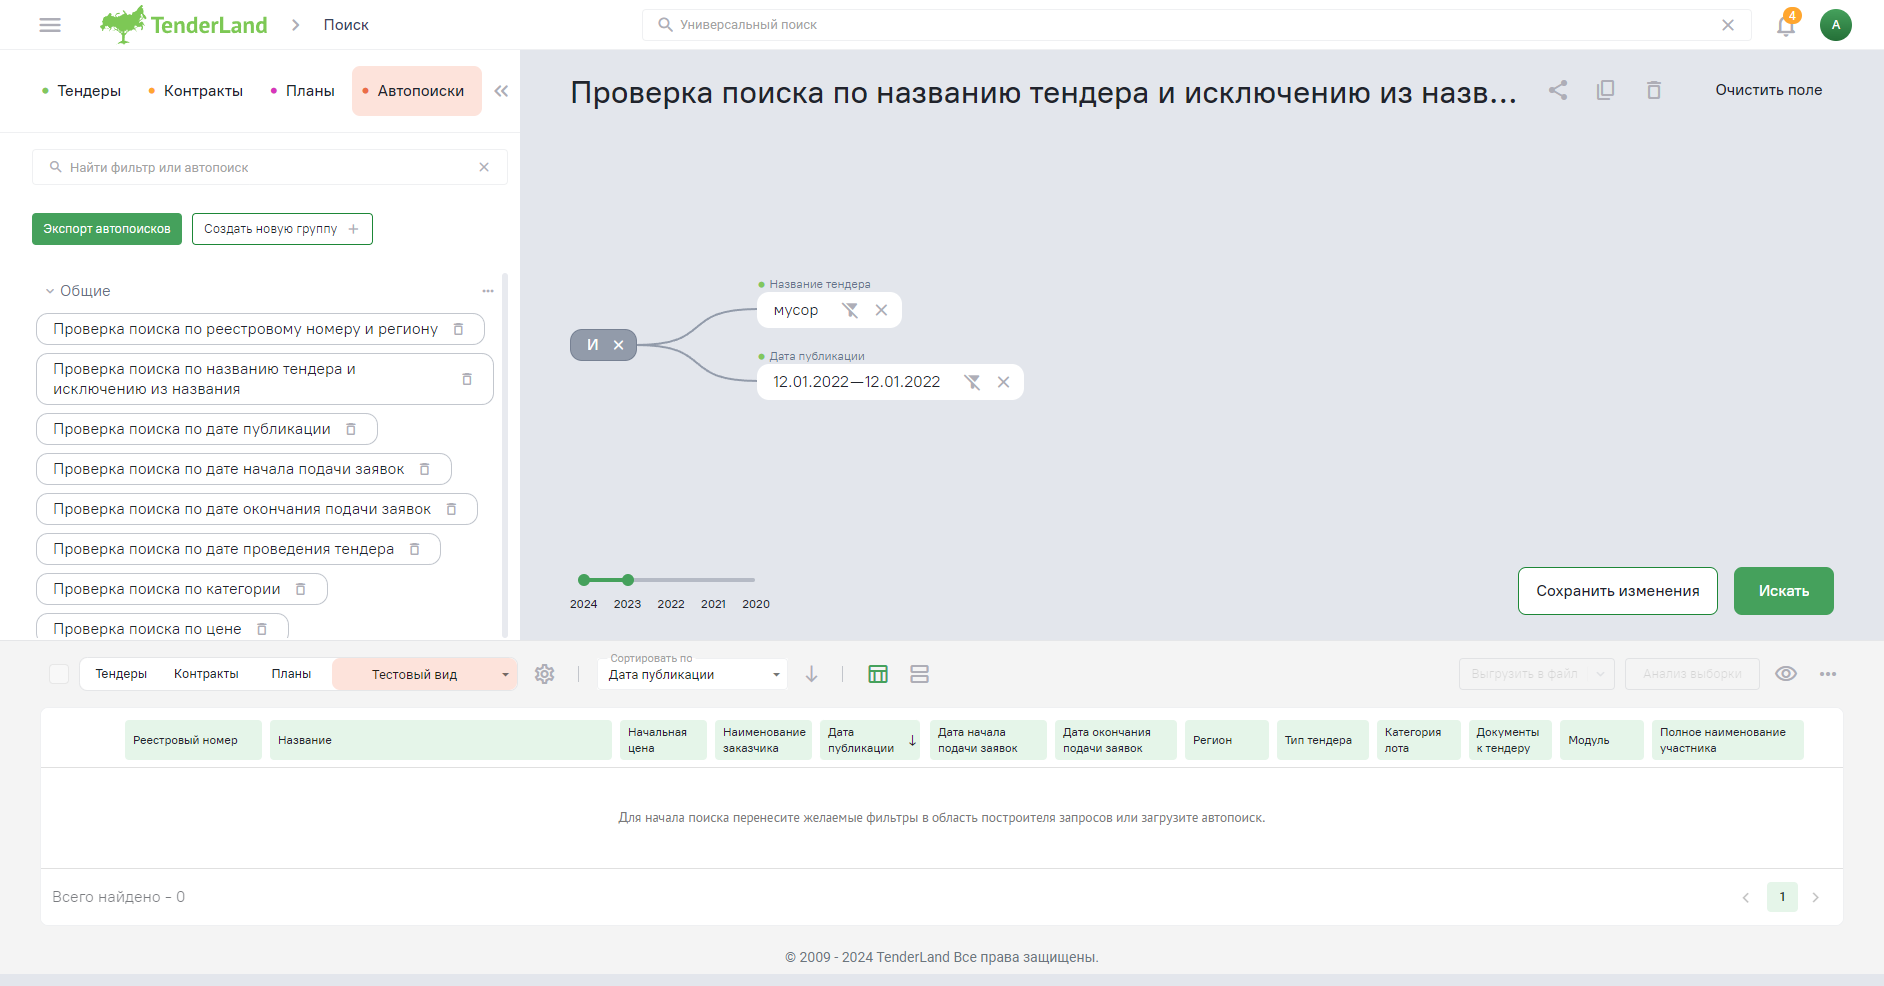 TenderLand
Поиск
Универсальный поиск
4
A
Тендеры
Контракты
Планы
Автопоиски
Найти фильтр или автопоиск
Экспорт автопоисков
Создать новую группу
Общие
Проверка поиска по реестровому номеру и региону
Проверка поиска по названию тендера и
исключению из названия
Проверка поиска по дате публикации
Проверка поиска по дате начала подачи заявок
Проверка поиска по дате окончания подачи заявок
Проверка поиска по дате проведения тендера
Проверка поиска по категории
Проверка поиска по цене
Проверка поиска по названию тендера и исключению из назв...
Очистить поле
Название тендера
мусор
И
Дата публикации
12.01.2022—12.01.2022
2024 2023 2022 2021 2020
Сохранить изменения
Искать
Тендеры
Контракты
Планы
Тестовый вид
Сортировать по
Дата публикации
Выгрузить в файл
Анализ выборки
Реестровый номер
Название
Начальная
цена
Наименование
заказчика
Дата
публикации
Дата начала
подачи заявок
Дата окончания
подачи заявок
Регион
Тип тендера
Категория
лота
Документы
к тендеру
Модуль
Полное наименование
участника
Для начала поиска перенесите желаемые фильтры в область построителя запросов или загрузите автопоиск.
Всего найдено - 0
1
© 2009 - 2024 TenderLand Все права защищены.